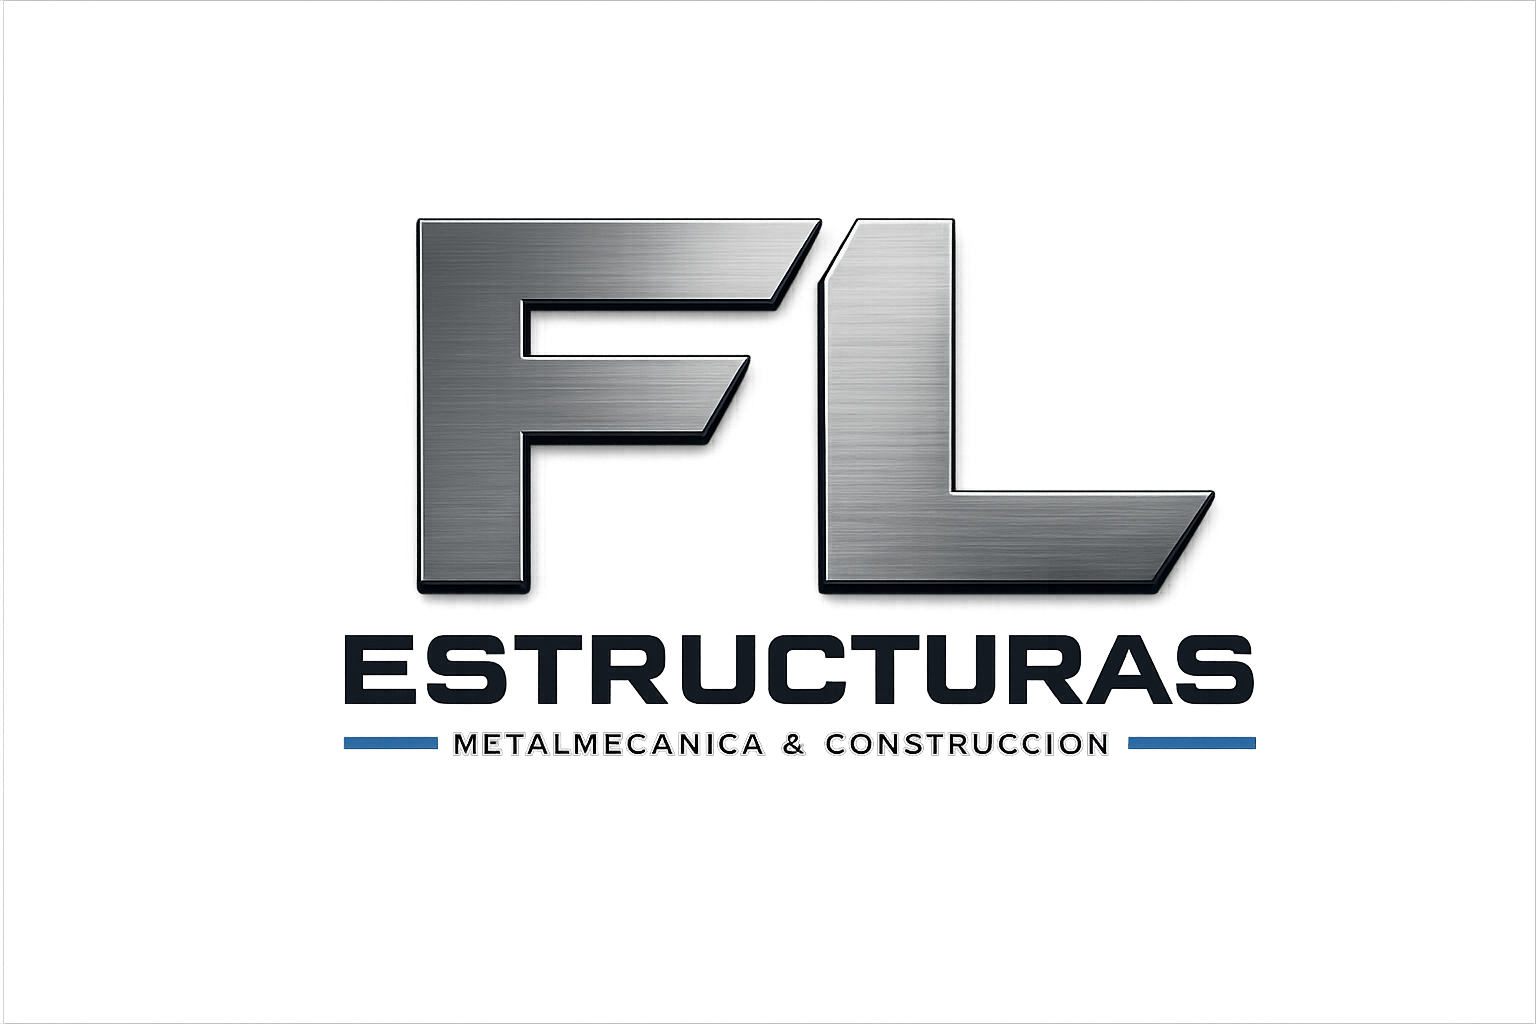 FL
ESTRUCTURAS
METALMECANICA & CONSTRUCCION